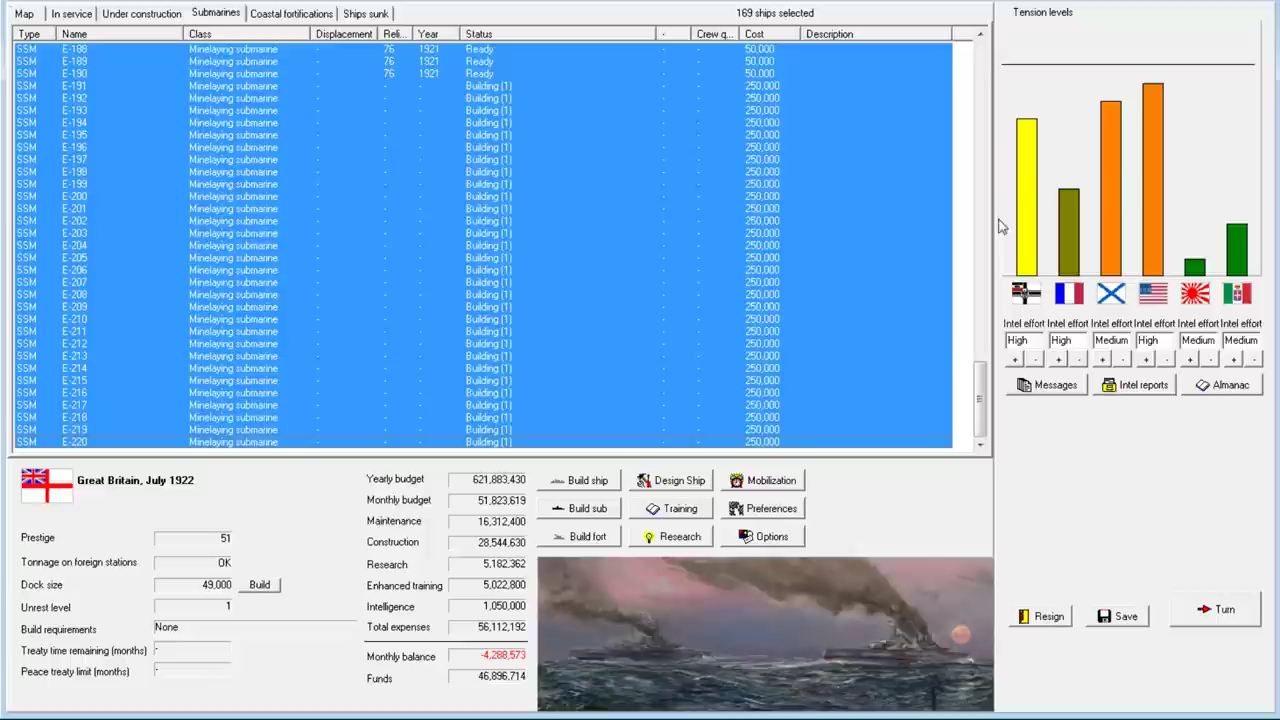 Map In service Under construction Submarines Coastal fortifications Ships sunk 169 ships selected Tension levels
Type Name Class Displacement Reli... Year Status - Crew q... Cost Description
SSM E-188 Minelaying submarine - 76 1921 Ready - - 50,000
SSM E-189 Minelaying submarine - 76 1921 Ready - - 50,000
SSM E-190 Minelaying submarine - 76 1921 Ready - - 50,000
SSM E-191 Minelaying submarine - - - Building (1) - - 250,000
SSM E-192 Minelaying submarine - - - Building (1) - - 250,000
SSM E-193 Minelaying submarine - - - Building (1) - - 250,000
SSM E-194 Minelaying submarine - - - Building (1) - - 250,000
SSM E-195 Minelaying submarine - - - Building (1) - - 250,000
SSM E-196 Minelaying submarine - - - Building (1) - - 250,000
SSM E-197 Minelaying submarine - - - Building (1) - - 250,000
SSM E-198 Minelaying submarine - - - Building (1) - - 250,000
SSM E-199 Minelaying submarine - - - Building (1) - - 250,000
SSM E-200 Minelaying submarine - - - Building (1) - - 250,000
SSM E-201 Minelaying submarine - - - Building (1) - - 250,000
SSM E-202 Minelaying submarine - - - Building (1) - - 250,000
SSM E-203 Minelaying submarine - - - Building (1) - - 250,000
SSM E-204 Minelaying submarine - - - Building (1) - - 250,000
SSM E-205 Minelaying submarine - - - Building (1) - - 250,000
SSM E-206 Minelaying submarine - - - Building (1) - - 250,000
SSM E-207 Minelaying submarine - - - Building (1) - - 250,000
SSM E-208 Minelaying submarine - - - Building (1) - - 250,000
SSM E-209 Minelaying submarine - - - Building (1) - - 250,000
SSM E-210 Minelaying submarine - - - Building (1) - - 250,000
SSM E-211 Minelaying submarine - - - Building (1) - - 250,000
SSM E-212 Minelaying submarine - - - Building (1) - - 250,000
SSM E-213 Minelaying submarine - - - Building (1) - - 250,000
SSM E-214 Minelaying submarine - - - Building (1) - - 250,000
SSM E-215 Minelaying submarine - - - Building (1) - - 250,000
SSM E-216 Minelaying submarine - - - Building (1) - - 250,000
SSM E-217 Minelaying submarine - - - Building (1) - - 250,000
SSM E-218 Minelaying submarine - - - Building (1) - - 250,000
SSM E-219 Minelaying submarine - - - Building (1) - - 250,000
SSM E-220 Minelaying submarine - - - Building (1) - - 250,000
Intel effort Intel effort Intel effort Intel effort Intel effort Intel effort
High High Medium High Medium Medium
+ - + - + - + - + - + -
Messages Intel reports Almanac
Great Britain, July 1922
Prestige 51
Tonnage on foreign stations OK
Dock size 49,000 Build
Unrest level 1
Build requirements None
Treaty time remaining (months) -
Peace treaty limit (months) -
Yearly budget 621,883,430
Monthly budget 51,823,619
Maintenance 16,312,400
Construction 28,544,630
Research 5,182,362
Enhanced training 5,022,800
Intelligence 1,050,000
Total expenses 56,112,192
Monthly balance -4,288,573
Funds 46,896,714
Build ship Design Ship Mobilization
Build sub Training Preferences
Build fort Research Options
Resign Save Turn